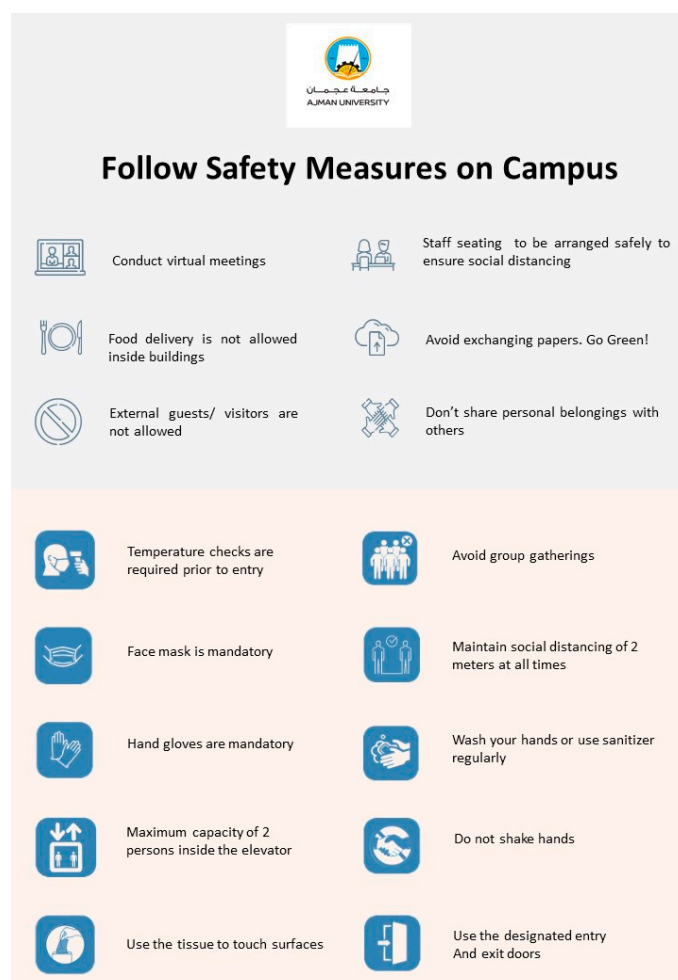 جامعة عجمان
AJMAN UNIVERSITY
Follow Safety Measures on Campus
Conduct virtual meetings
Staff seating to be arranged safely to
ensure social distancing
Food delivery is not allowed
inside buildings
Avoid exchanging papers. Go Green!
External guests/ visitors are
not allowed
Don't share personal belongings with
others
Temperature checks are
required prior to entry
Avoid group gatherings
Face mask is mandatory
Maintain social distancing of 2
meters at all times
Hand gloves are mandatory
Wash your hands or use sanitizer
regularly
Maximum capacity of 2
persons inside the elevator
Do not shake hands
Use the tissue to touch surfaces
Use the designated entry
And exit doors